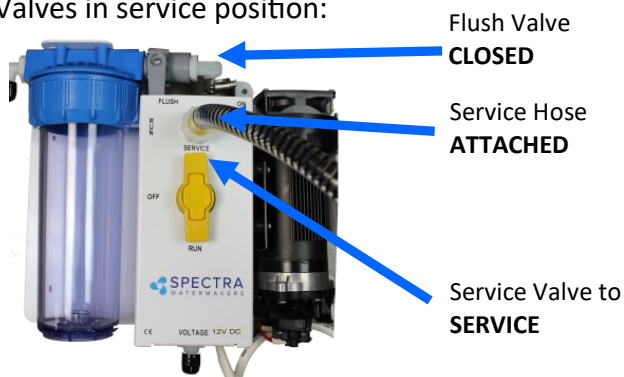 Valves in service position:
Flush Valve
CLOSED
Service Hose
ATTACHED
Service Valve to
SERVICE
FLUSH
ON
RUN
SERVICE
OFF
RUN
SPECTRA
WATERMAKERS
CE VOLTAGE 12V DC